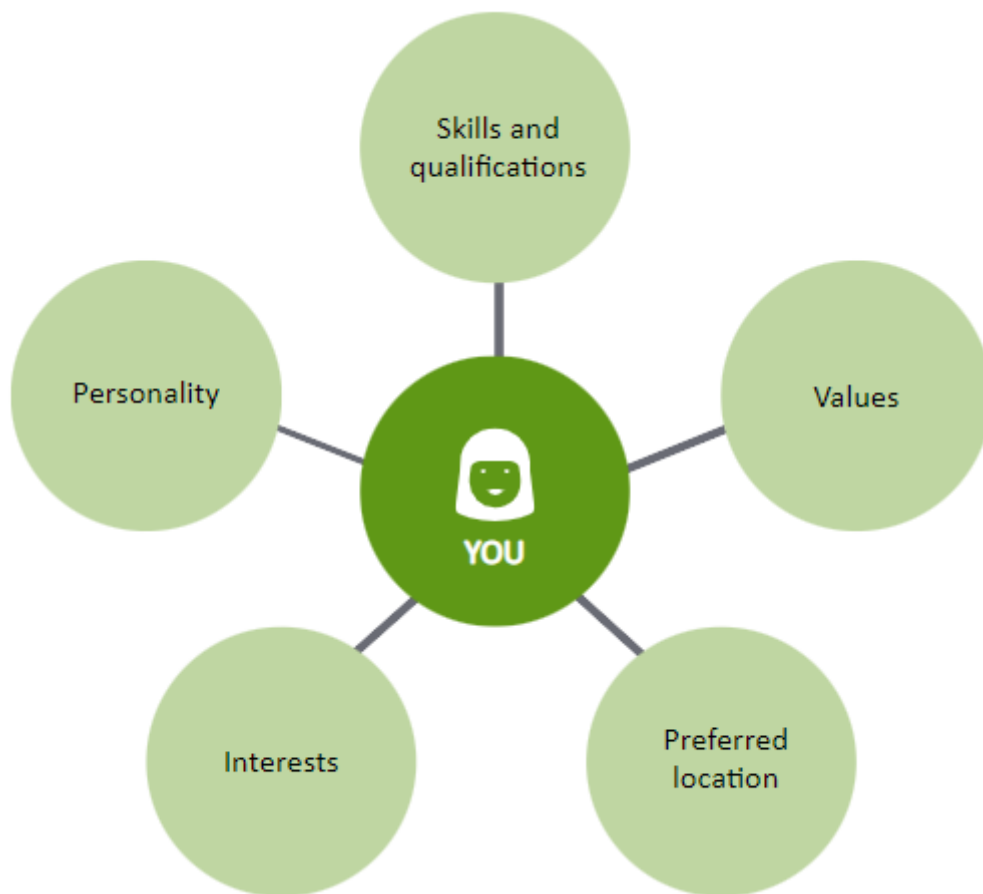 Skills and
qualifications
Personality
Values
YOU
Interests
Preferred
location